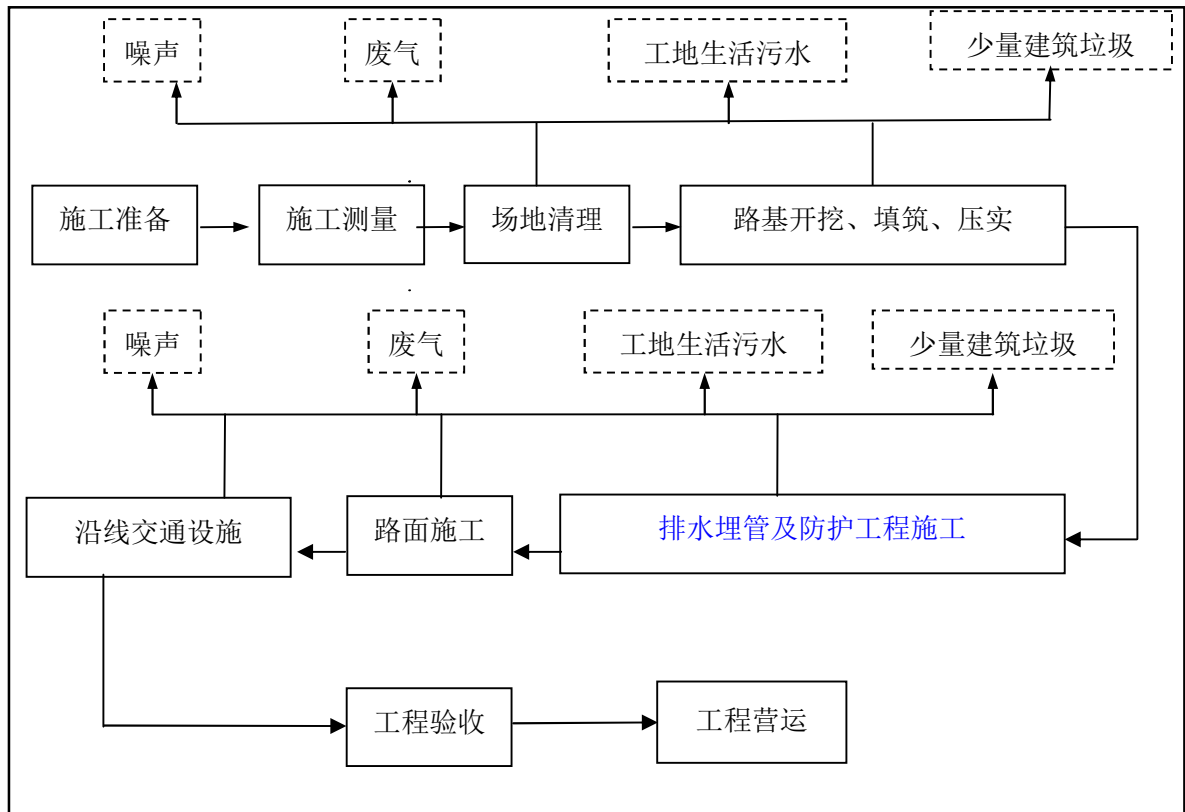 噪声
废气
工地生活污水
少量建筑垃圾
施工准备
施工测量
场地清理
路基开挖、填筑、压实
噪声
废气
工地生活污水
少量建筑垃圾
沿线交通设施
路面施工
排水埋管及防护工程施工
工程验收
工程营运